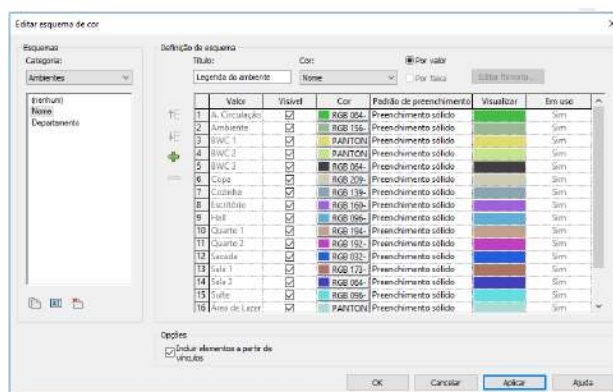 Editar esquema de cor
Esquemas
Categoria:
Ambientes
(nenhum)
Nome
Departamento
Definição de esquema
Título: Cor: Por valor
Legenda do ambiente Nome Por faixa Editar formato...
Valor Visível Cor Padrão de preenchimento Visualizar Em uso
1 A. Circulação RGB 064- Preenchimento sólido Sim
2 Ambiente RGB 156- Preenchimento sólido Sim
3 BWC 1 PANTON Preenchimento sólido Sim
4 BWC 2 PANTON Preenchimento sólido Sim
5 BWC 3 RGB 064- Preenchimento sólido Sim
6 Copa RGB 209- Preenchimento sólido Sim
7 Cozinha RGB 139- Preenchimento sólido Sim
8 Escritório RGB 160- Preenchimento sólido Sim
9 Hall RGB 096- Preenchimento sólido Sim
10 Quarto 1 RGB 194- Preenchimento sólido Sim
11 Quarto 2 RGB 192- Preenchimento sólido Sim
12 Sacada RGB 032- Preenchimento sólido Sim
13 Sala 1 RGB 173- Preenchimento sólido Sim
14 Sala 2 RGB 064- Preenchimento sólido Sim
15 Suíte RGB 096- Preenchimento sólido Sim
16 Área de Lazer PANTON Preenchimento sólido Sim
Opções
Incluir elementos a partir de
vínculos
OK Cancelar Aplicar Ajuda